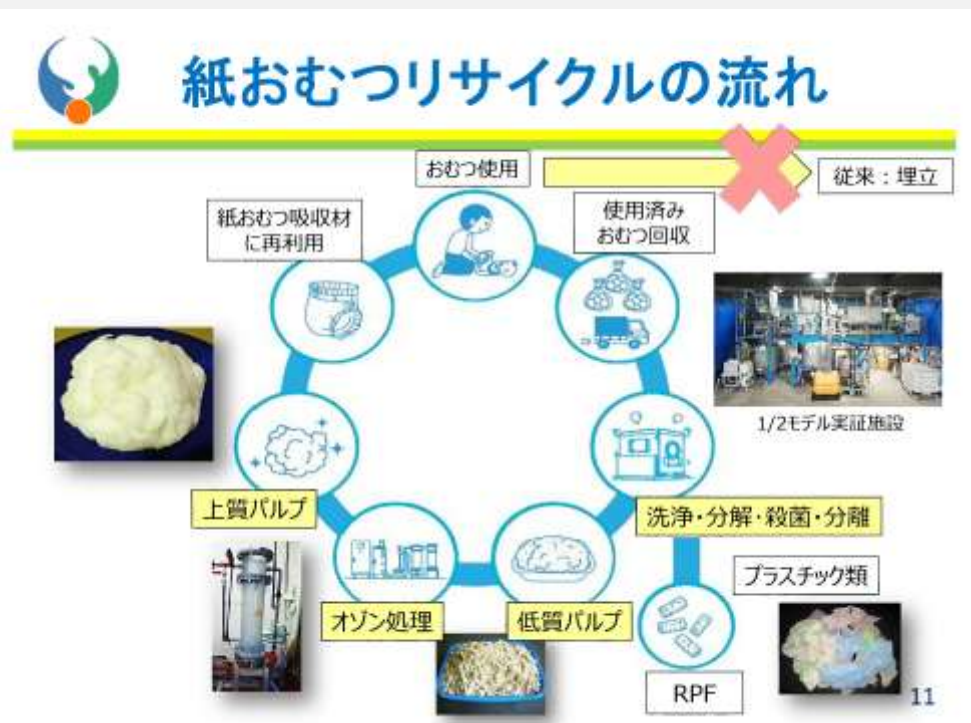 紙おむつリサイクルの流れ
おむつ使用
従来：埋立
使用済み
おむつ回収
紙おむつ吸収材
に再利用
1/2モデル実証施設
上質パルプ
洗浄・分解・殺菌・分離
オゾン処理
低質パルプ
プラスチック類
RPF
11